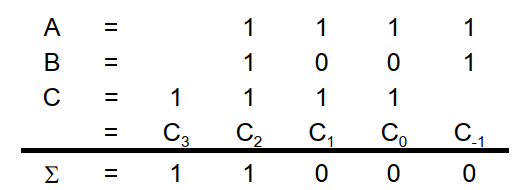 A = 1 1 1 1
B = 1 0 0 1
C = 1 1 1 1
= C₃ C₂ C₁ C₀ C₋₁
Σ = 1 1 0 0 0